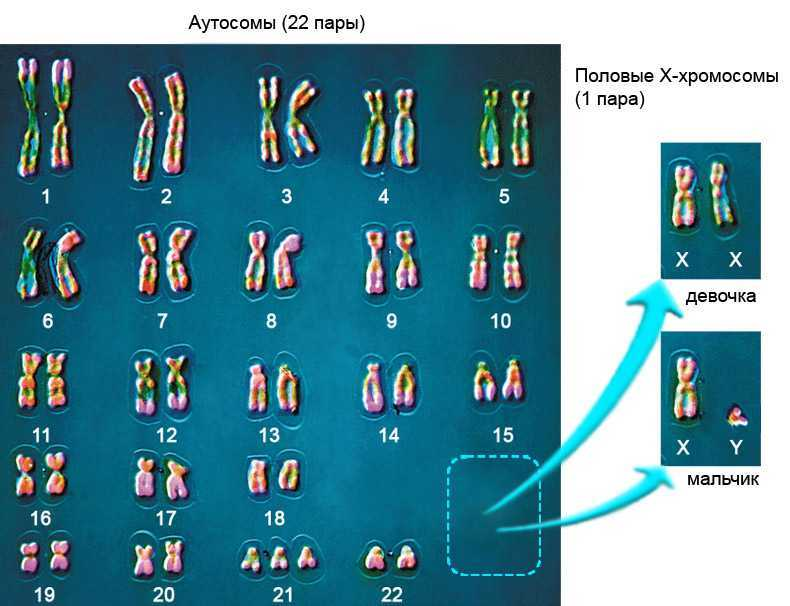 Аутосомы (22 пары)
Половые X-хромосомы
(1 пара)
1 2 3 4 5
X X
девочка
6 7 8 9 10
11 12 13 14 15
X Y
мальчик
16 17 18
19 20 21 22